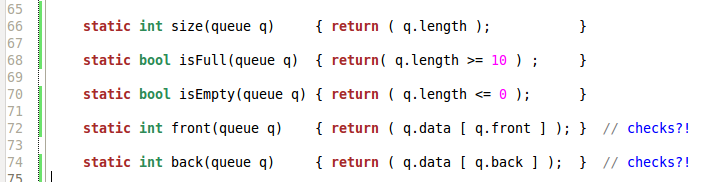 65
66    static int size(queue q)     { return ( q.length );           }
67
68    static bool isFull(queue q)  { return( q.length >= 10 ) ;     }
69
70    static bool isEmpty(queue q) { return ( q.length <= 0 );      }
71
72    static int front(queue q)    { return ( q.data [ q.front ] ); }  // checks?!
73
74    static int back(queue q)     { return ( q.data [ q.back ] );  }  // checks?!
75